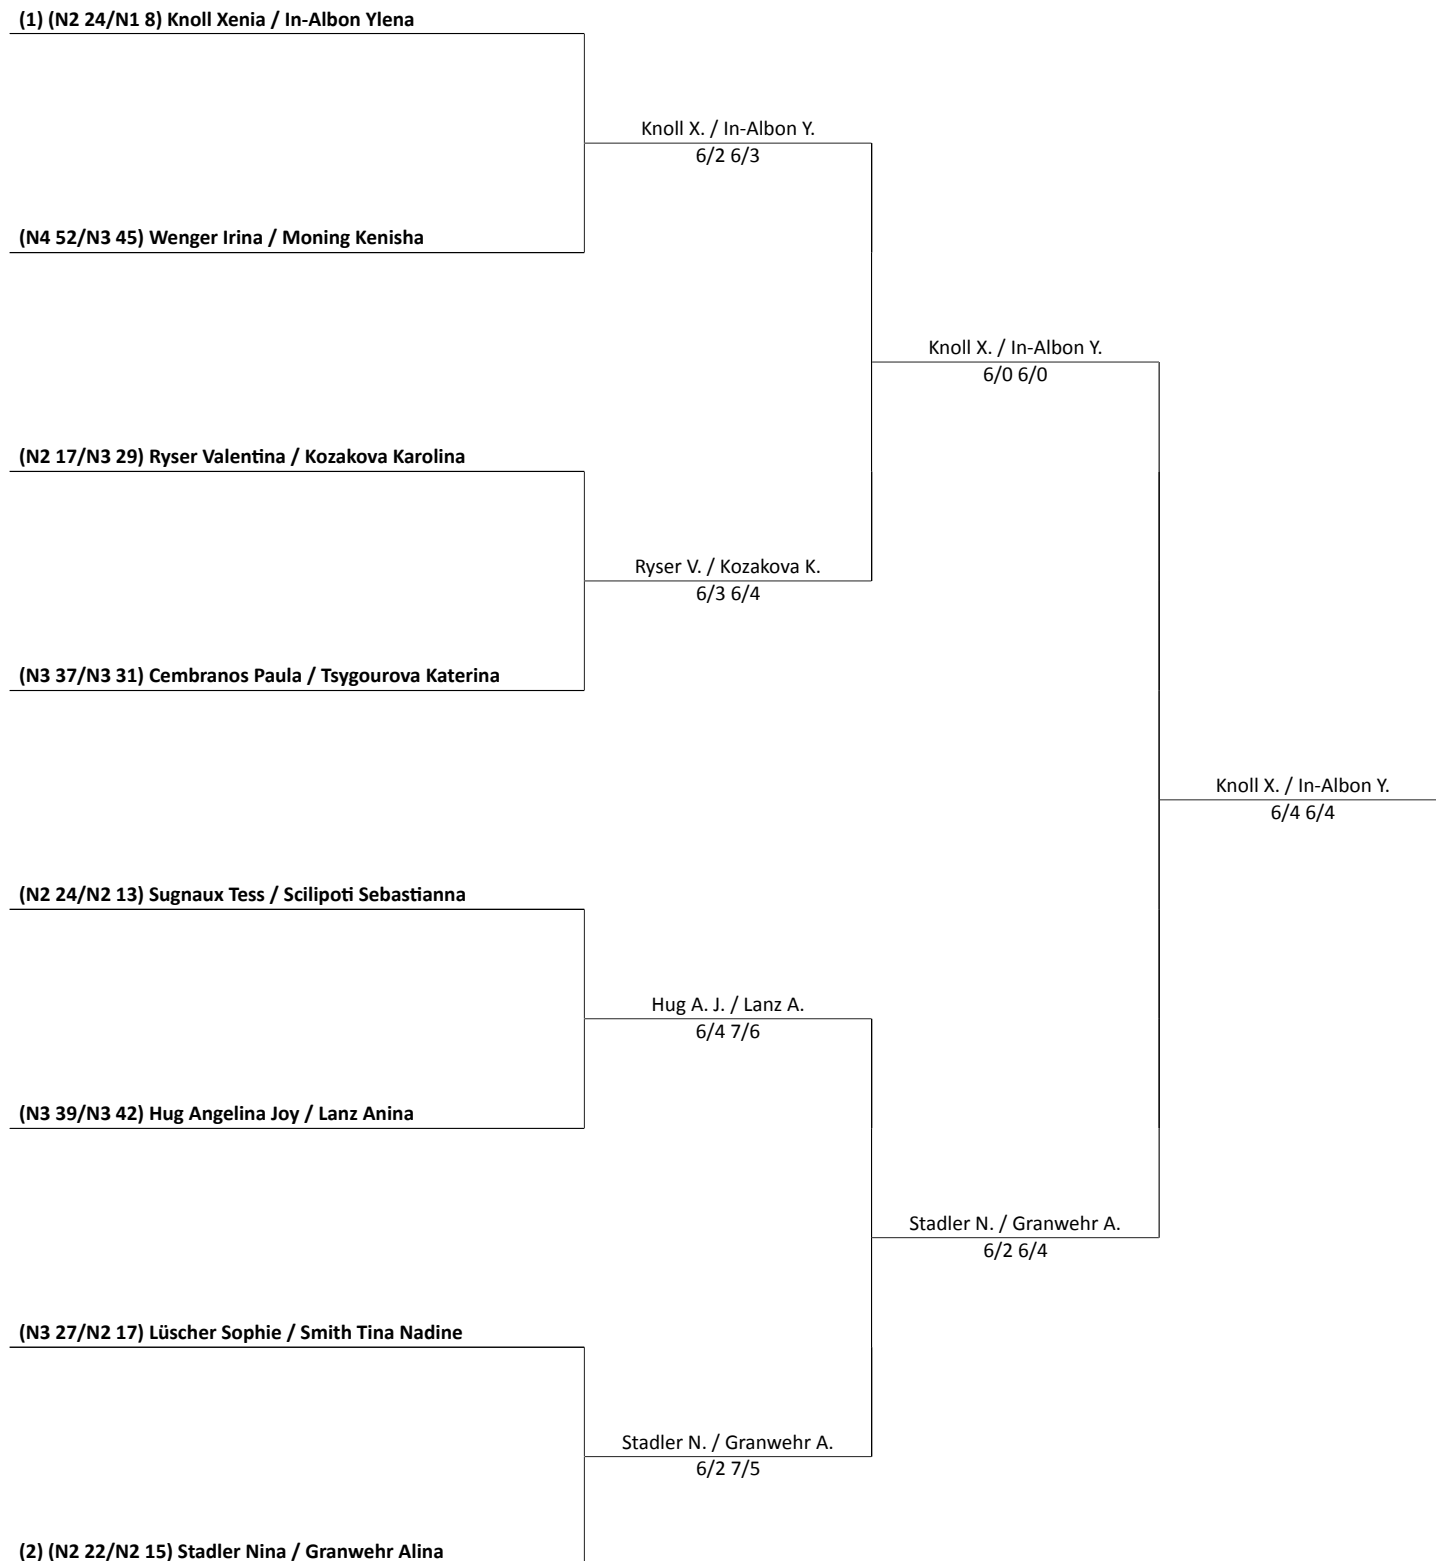 (1) (N2 24/N1 8) Knoll Xenia / In-Albon Ylena
Knoll X. / In-Albon Y.
6/2 6/3
(N4 52/N3 45) Wenger Irina / Moning Kenisha
Knoll X. / In-Albon Y.
6/0 6/0
(N2 17/N3 29) Ryser Valentina / Kozakova Karolina
Ryser V. / Kozakova K.
6/3 6/4
(N3 37/N3 31) Cembranos Paula / Tsygourova Katerina
Knoll X. / In-Albon Y.
6/4 6/4
(N2 24/N2 13) Sugnaux Tess / Scilipoti Sebastianna
Hug A. J. / Lanz A.
6/4 7/6
(N3 39/N3 42) Hug Angelina Joy / Lanz Anina
Stadler N. / Granwehr A.
6/2 6/4
(N3 27/N2 17) Lüscher Sophie / Smith Tina Nadine
Stadler N. / Granwehr A.
6/2 7/5
(2) (N2 22/N2 15) Stadler Nina / Granwehr Alina